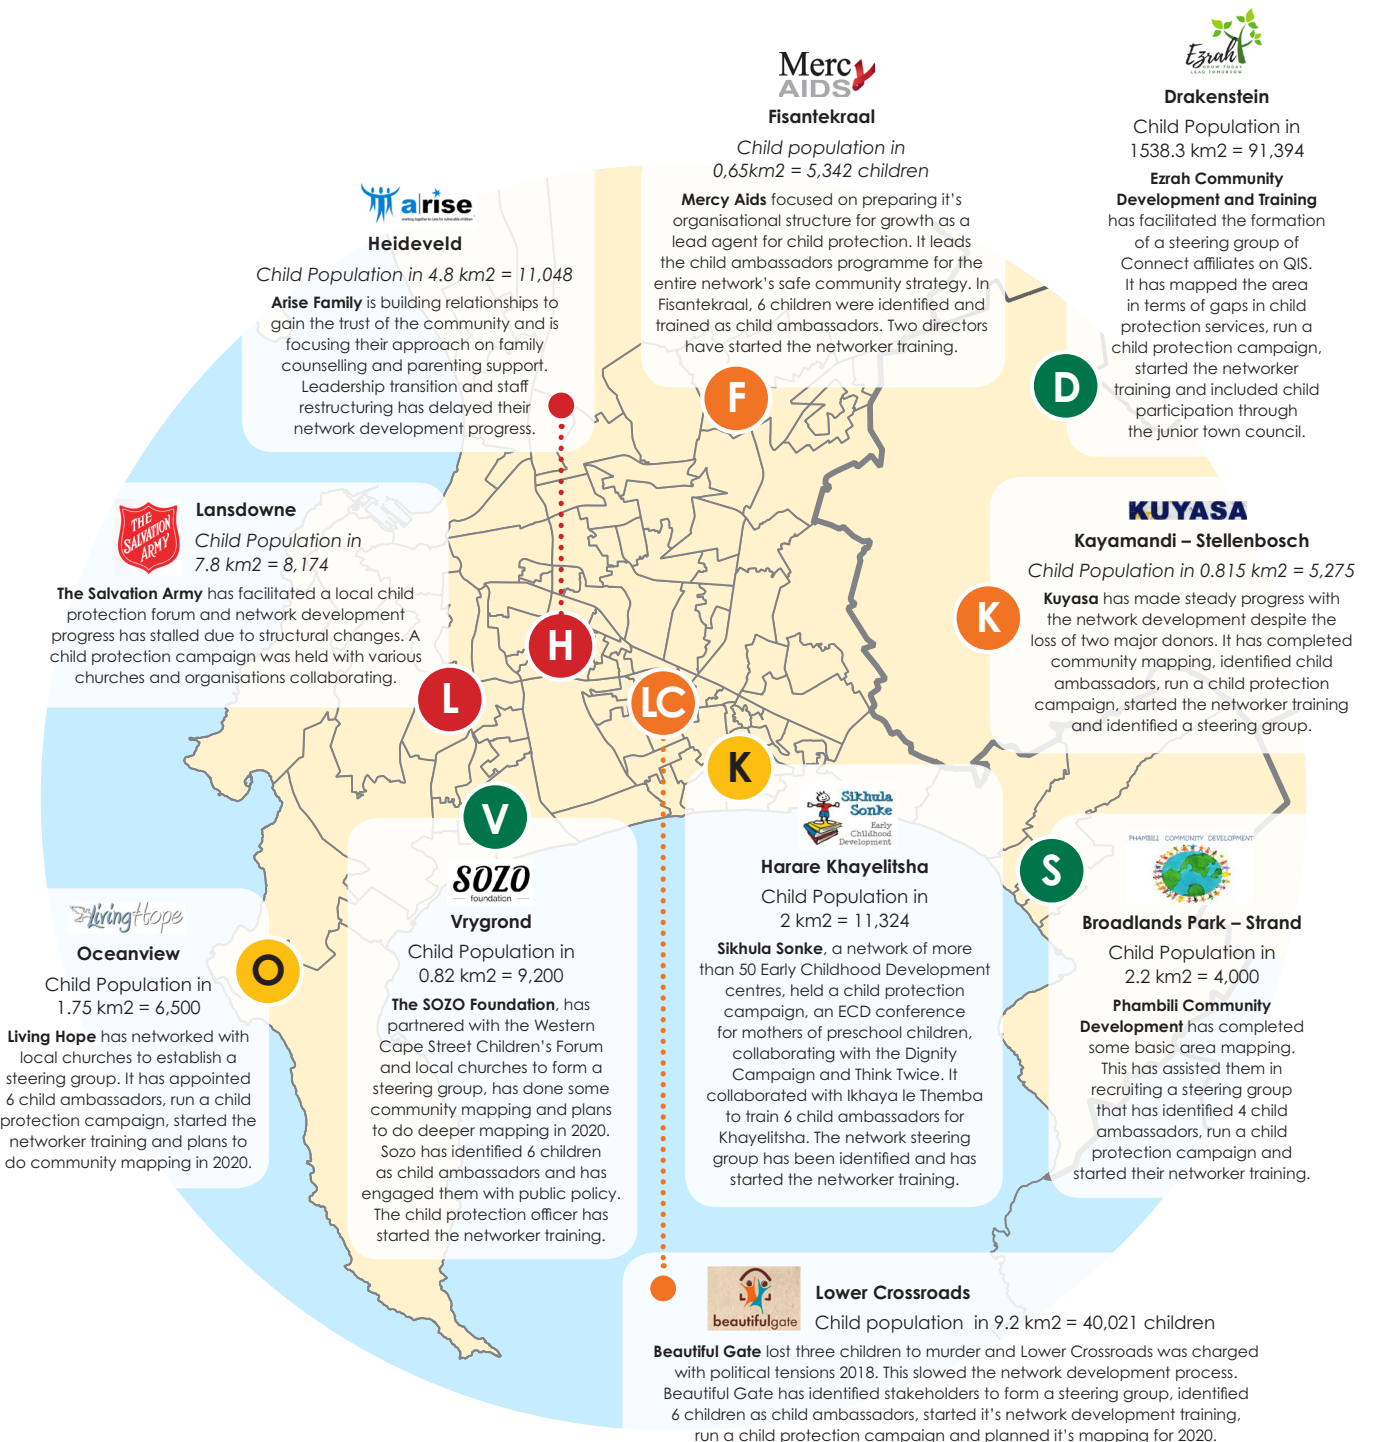 Ezrah
GROW TODAY
LEAD TOMORROW
Drakenstein
Child Population in
1538.3 km2 = 91,394
Ezrah Community
Development and Training
has facilitated the formation
of a steering group of
Connect affiliates on QIS.
It has mapped the area
in terms of gaps in child
protection services, run a
child protection campaign,
started the networker
training and included child
participation through
the junior town council.
D
Mercy
AIDS
Fisantekraal
Child population in
0,65km2 = 5,342 children
Mercy Aids focused on preparing it's
organisational structure for growth as a
lead agent for child protection. It leads
the child ambassadors programme for the
entire network's safe community strategy. In
Fisantekraal, 6 children were identified and
trained as child ambassadors. Two directors
have started the networker training.
F
arise
working together to care for vulnerable children
Heideveld
Child Population in 4.8 km2 = 11,048
Arise Family is building relationships to
gain the trust of the community and is
focusing their approach on family
counselling and parenting support.
Leadership transition and staff
restructuring has delayed their
network development progress.
H
THE
SALVATION
ARMY
Lansdowne
Child Population in
7.8 km2 = 8,174
The Salvation Army has facilitated a local child
protection forum and network development
progress has stalled due to structural changes. A
child protection campaign was held with various
churches and organisations collaborating.
L
LC
K
KUYASA
Kayamandi – Stellenbosch
Child Population in 0.815 km2 = 5,275
Kuyasa has made steady progress with
the network development despite the
loss of two major donors. It has completed
community mapping, identified child
ambassadors, run a child protection
campaign, started the networker training
and identified a steering group.
K
V
SOZO
foundation
Vrygrond
Child Population in
0.82 km2 = 9,200
The SOZO Foundation, has
partnered with the Western
Cape Street Children's Forum
and local churches to form a
steering group, has done some
community mapping and plans
to do deeper mapping in 2020.
Sozo has identified 6 children
as child ambassadors and has
engaged them with public policy.
The child protection officer has
started the networker training.
Sikhula
Sonke
Early
Childhood
Development
Harare Khayelitsha
Child Population in
2 km2 = 11,324
Sikhula Sonke, a network of more
than 50 Early Childhood Development
centres, held a child protection
campaign, an ECD conference
for mothers of preschool children,
collaborating with the Dignity
Campaign and Think Twice. It
collaborated with Ikhaya le Themba
to train 6 child ambassadors for
Khayelitsha. The network steering
group has been identified and has
started the networker training.
S
PHAMBILI COMMUNITY DEVELOPMENT
Broadlands Park – Strand
Child Population in
2.2 km2 = 4,000
Phambili Community
Development has completed
some basic area mapping.
This has assisted them in
recruiting a steering group
that has identified 4 child
ambassadors, run a child
protection campaign and
started their networker training.
LivingHope
Oceanview
Child Population in
1.75 km2 = 6,500
Living Hope has networked with
local churches to establish a
steering group. It has appointed
6 child ambassadors, run a child
protection campaign, started the
networker training and plans to
do community mapping in 2020.
O
beautifulgate
Lower Crossroads
Child population in 9.2 km2 = 40,021 children
Beautiful Gate lost three children to murder and Lower Crossroads was charged
with political tensions 2018. This slowed the network development process.
Beautiful Gate has identified stakeholders to form a steering group, identified
6 children as child ambassadors, started it's network development training,
run a child protection campaign and planned it's mapping for 2020.